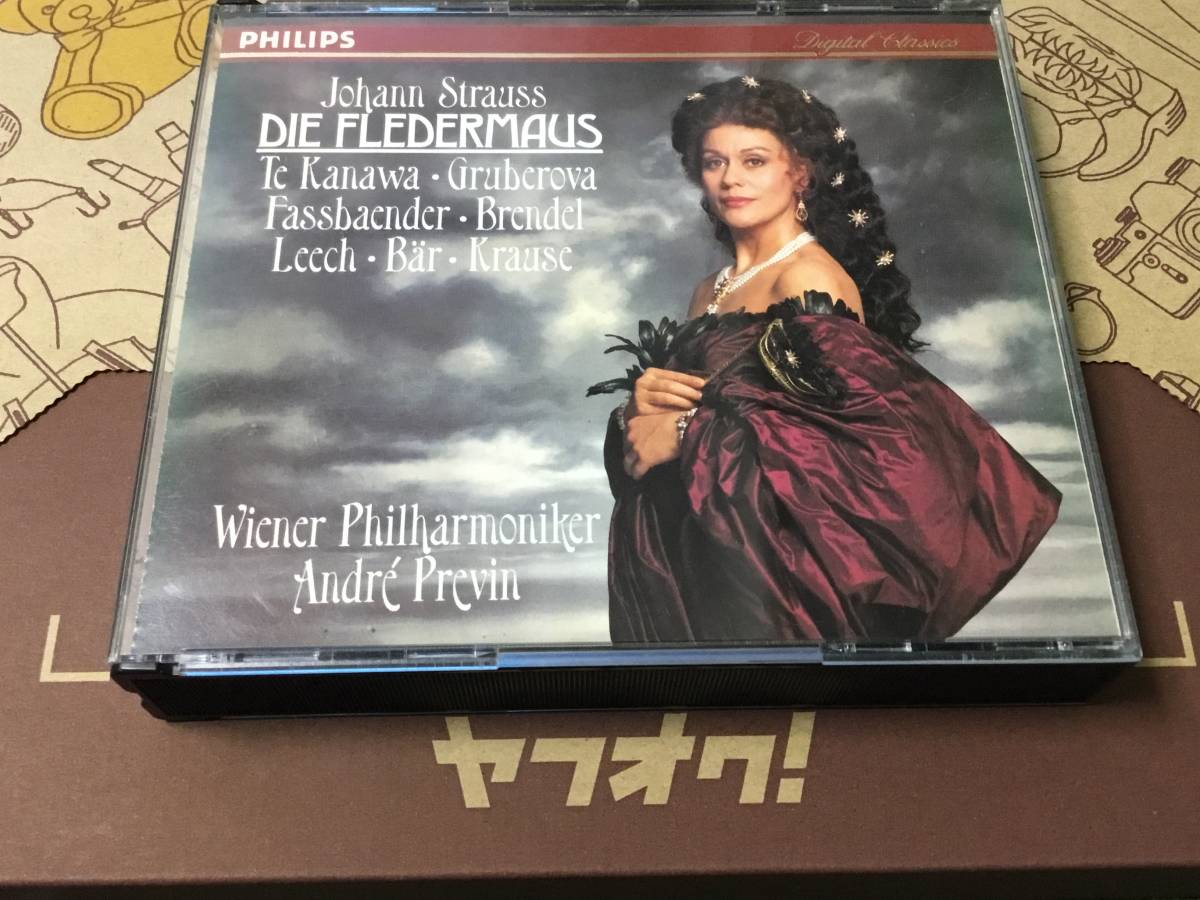 PHILIPS
Digital Classics
Johann Strauss
DIE FLEDERMAUS
Te Kanawa · Gruberova
Fassbaender · Brendel
Leech · Bär · Krause
Wiener Philharmoniker
André Previn
ヤフオク!